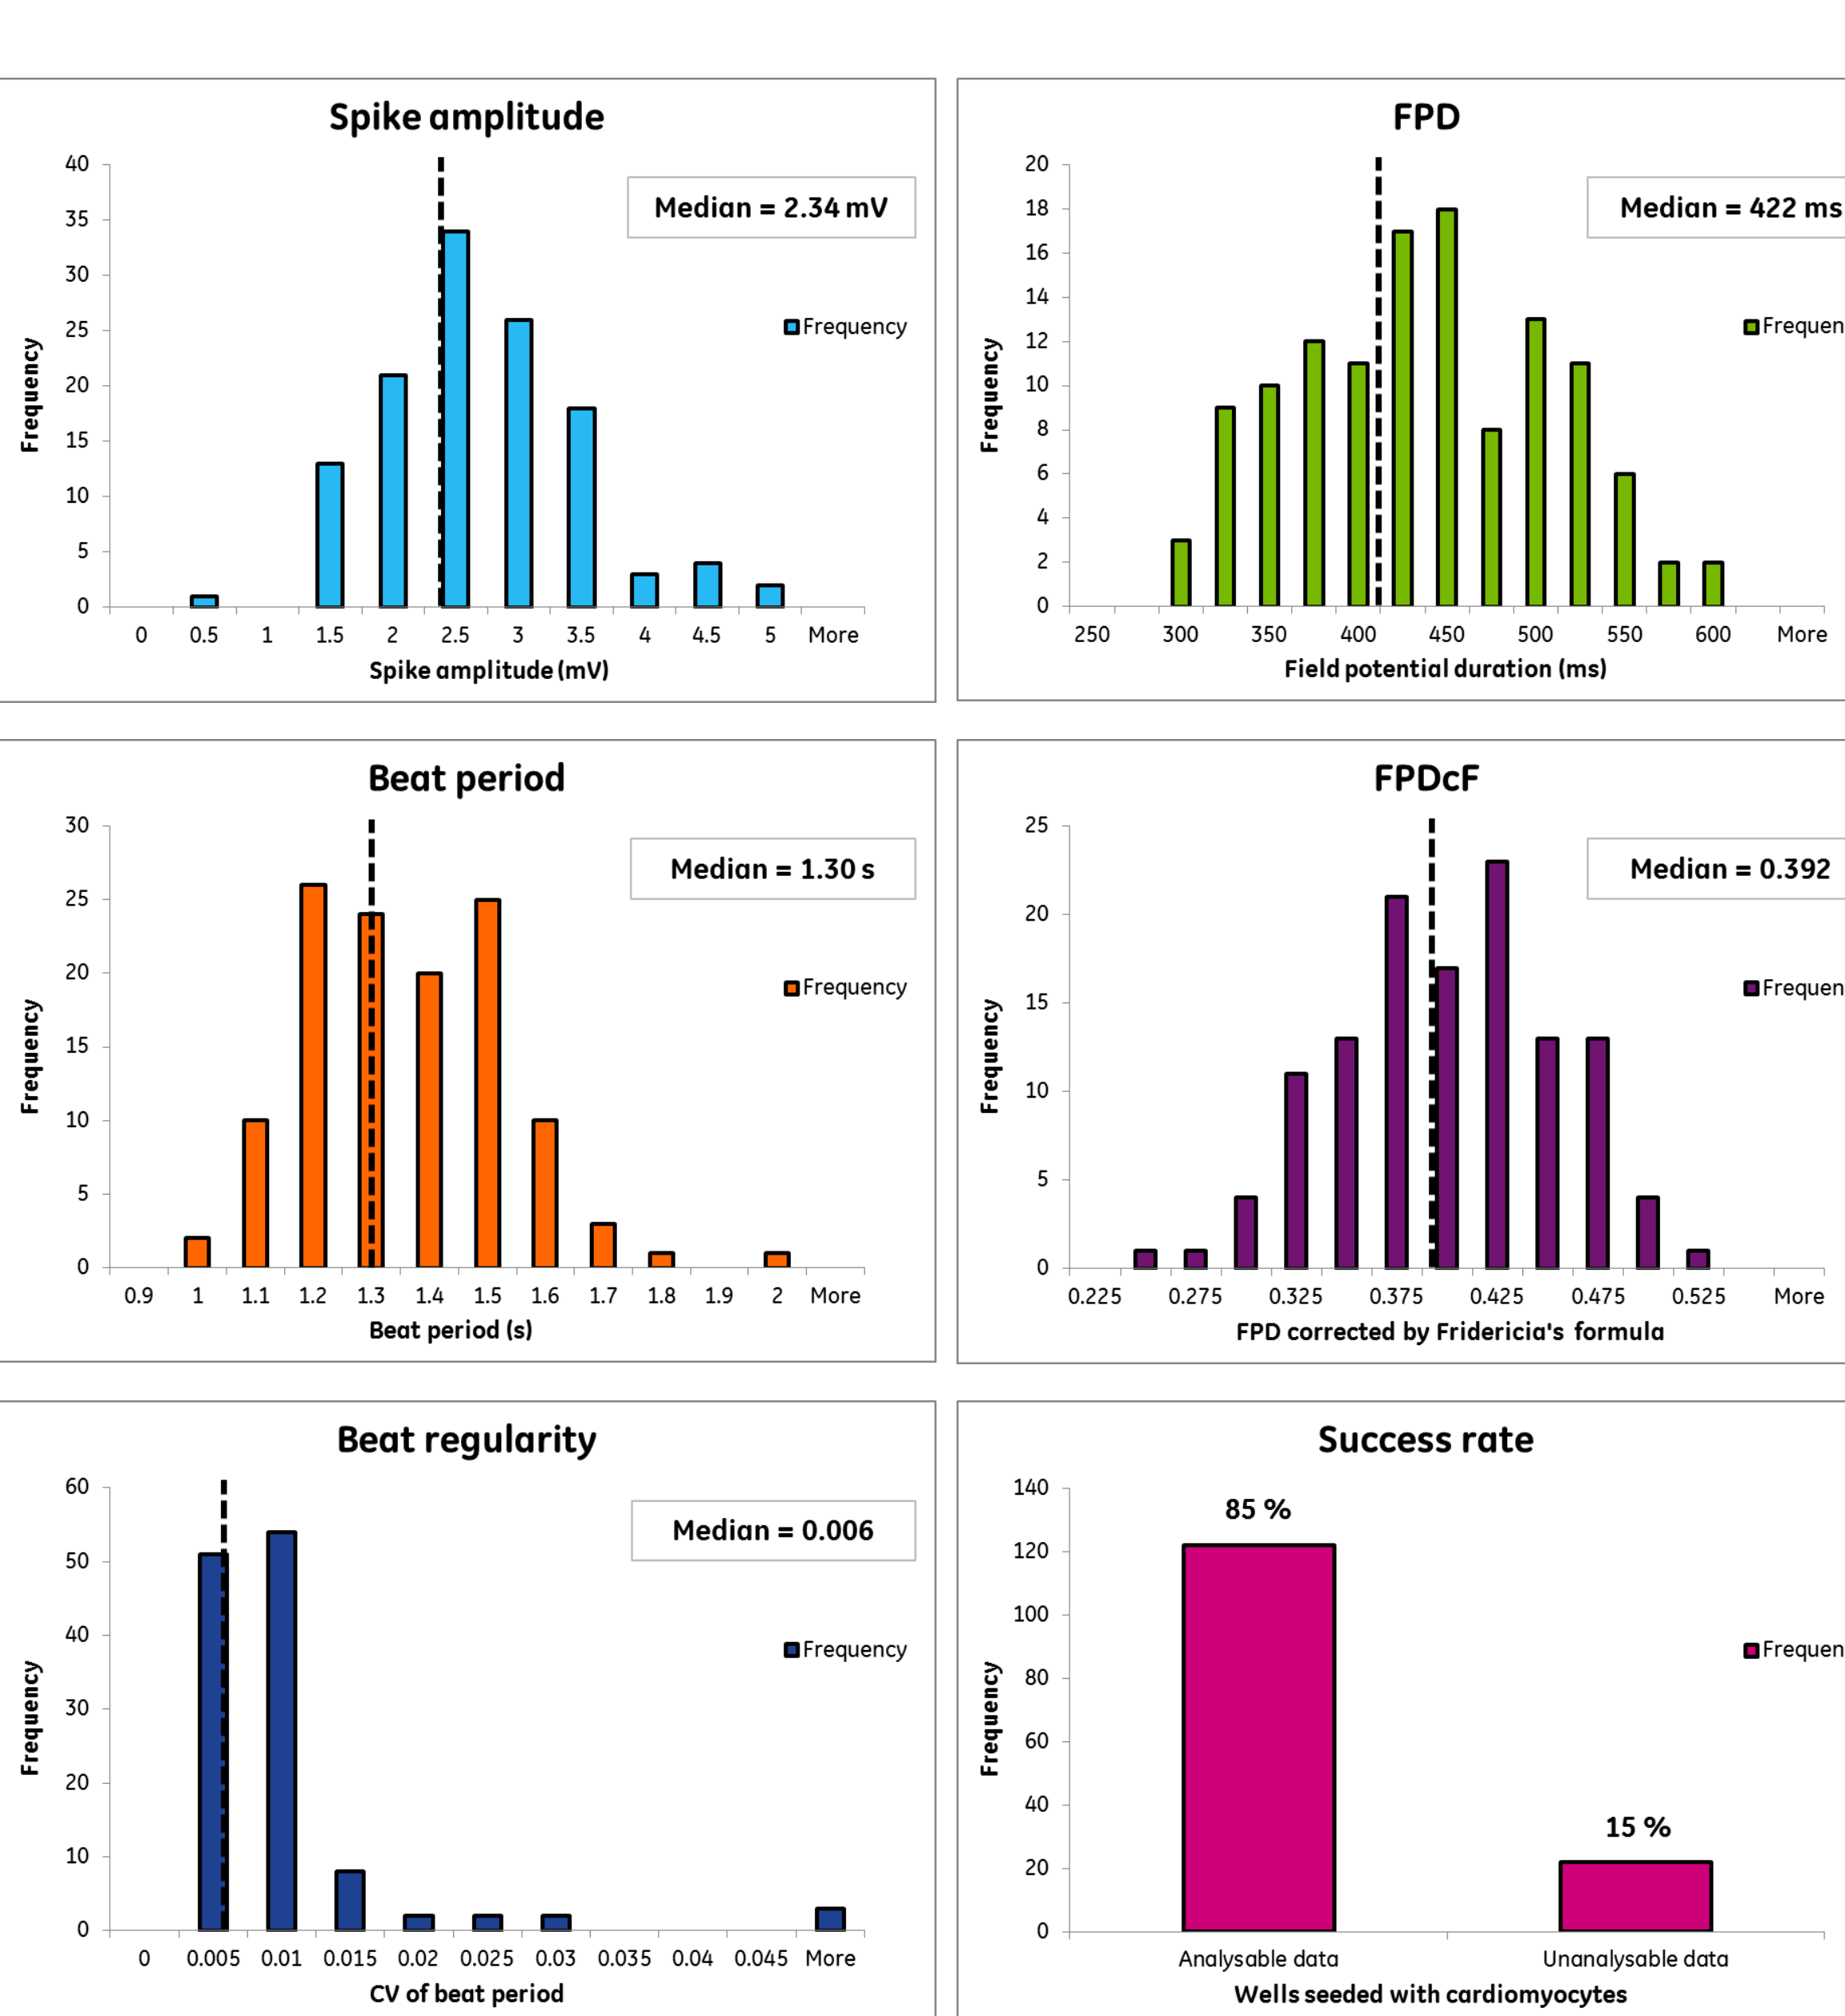 Spike amplitude
Median = 2.34 mV
40
35
30
25
20
15
10
5
0
Frequency
Frequency
0 0.5 1 1.5 2 2.5 3 3.5 4 4.5 5 More
Spike amplitude (mV)
FPD
Median = 422 ms
20
18
16
14
12
10
8
6
4
2
0
Frequency
Frequen
250 300 350 400 450 500 550 600 More
Field potential duration (ms)
Beat period
Median = 1.30 s
30
25
20
15
10
5
0
Frequency
Frequency
0.9 1 1.1 1.2 1.3 1.4 1.5 1.6 1.7 1.8 1.9 2 More
Beat period (s)
FPDcF
Median = 0.392
25
20
15
10
5
0
Frequency
Frequen
0.225 0.275 0.325 0.375 0.425 0.475 0.525 More
FPD corrected by Fridericia's formula
Beat regularity
Median = 0.006
60
50
40
30
20
10
0
Frequency
Frequency
0 0.005 0.01 0.015 0.02 0.025 0.03 0.035 0.04 0.045 More
CV of beat period
Success rate
140
120
100
80
60
40
20
0
85 %
15 %
Frequency
Frequen
Analysable data Unanalysable data
Wells seeded with cardiomyocytes